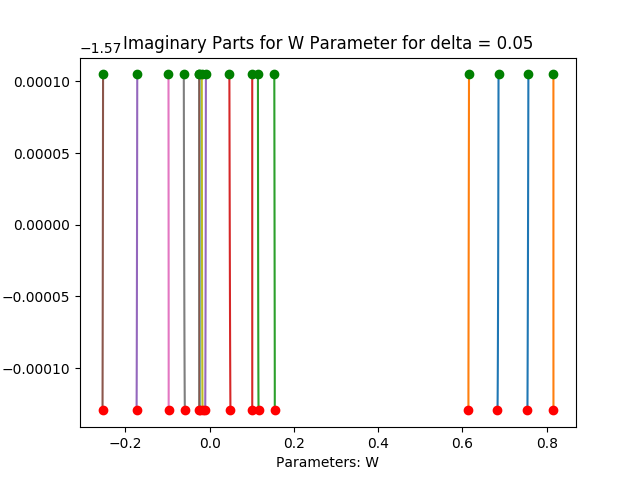 Imaginary Parts for W Parameter for delta = 0.05
−1.57
0.00010
0.00005
0.00000
−0.00005
−0.00010
−0.2 0.0 0.2 0.4 0.6 0.8
Parameters: W